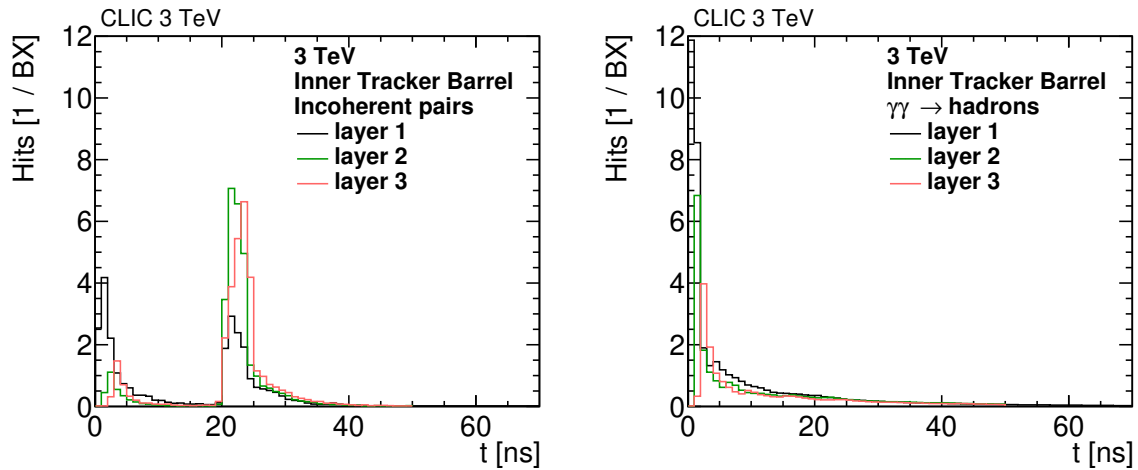 CLIC 3 TeV
Hits [1 / BX]
12
10
8
6
4
2
0
3 TeV
Inner Tracker Barrel
Incoherent pairs
layer 1
layer 2
layer 3
0 20 40 60
t [ns]
CLIC 3 TeV
Hits [1 / BX]
12
10
8
6
4
2
0
3 TeV
Inner Tracker Barrel
γγ → hadrons
layer 1
layer 2
layer 3
0 20 40 60
t [ns]